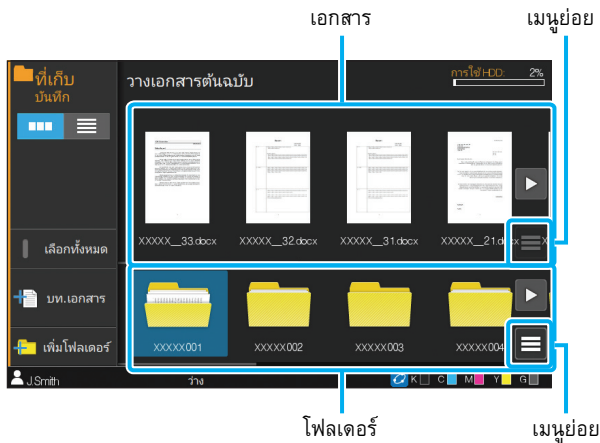 เอกสาร
เมนูย่อย
ที่เก็บ
บันทึก
วางเอกสารต้นฉบับ
การใช้ HDD: 2%
XXXXX__33.docx
XXXXX__32.docx
XXXXX__31.docx
XXXXX__21.docx
X
เลือกทั้งหมด
บท.เอกสาร
เพิ่มโฟลเดอร์
XXXXX001
XXXXX002
XXXXX003
XXXXX004
J.Smith
ว่าง
K C M Y G
โฟลเดอร์
เมนูย่อย